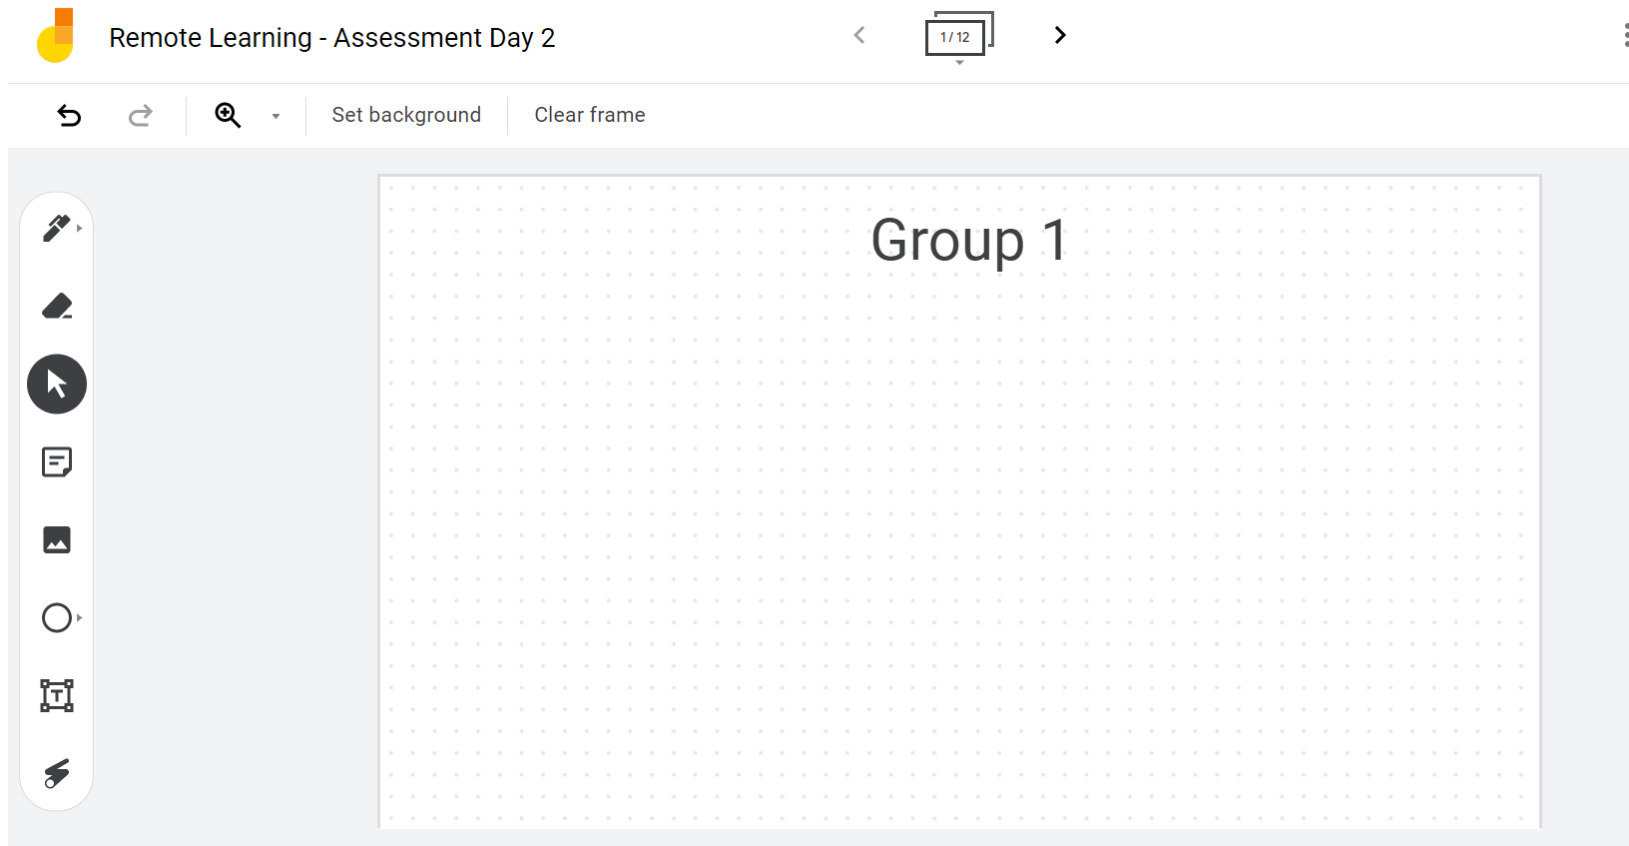 Remote Learning - Assessment Day 2
1 / 12
Set background
Clear frame
Group 1